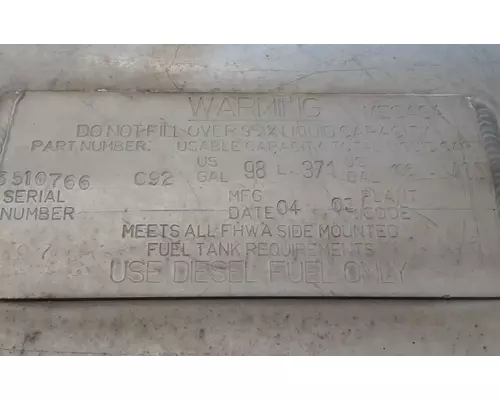 WARNING
DO NOT FILL OVER 95% LIQUID CAPACITY
PART NUMBER. USABLE CAPACITY TOTAL
US
3510766 C92 GAL 98 L 371 GAL
SERIAL MFG PLANT
NUMBER DATE 04 03 CODE
MEETS ALL FHWA SIDE MOUNTED
FUEL TANK REQUIREMENTS
USE DIESEL FUEL ONLY